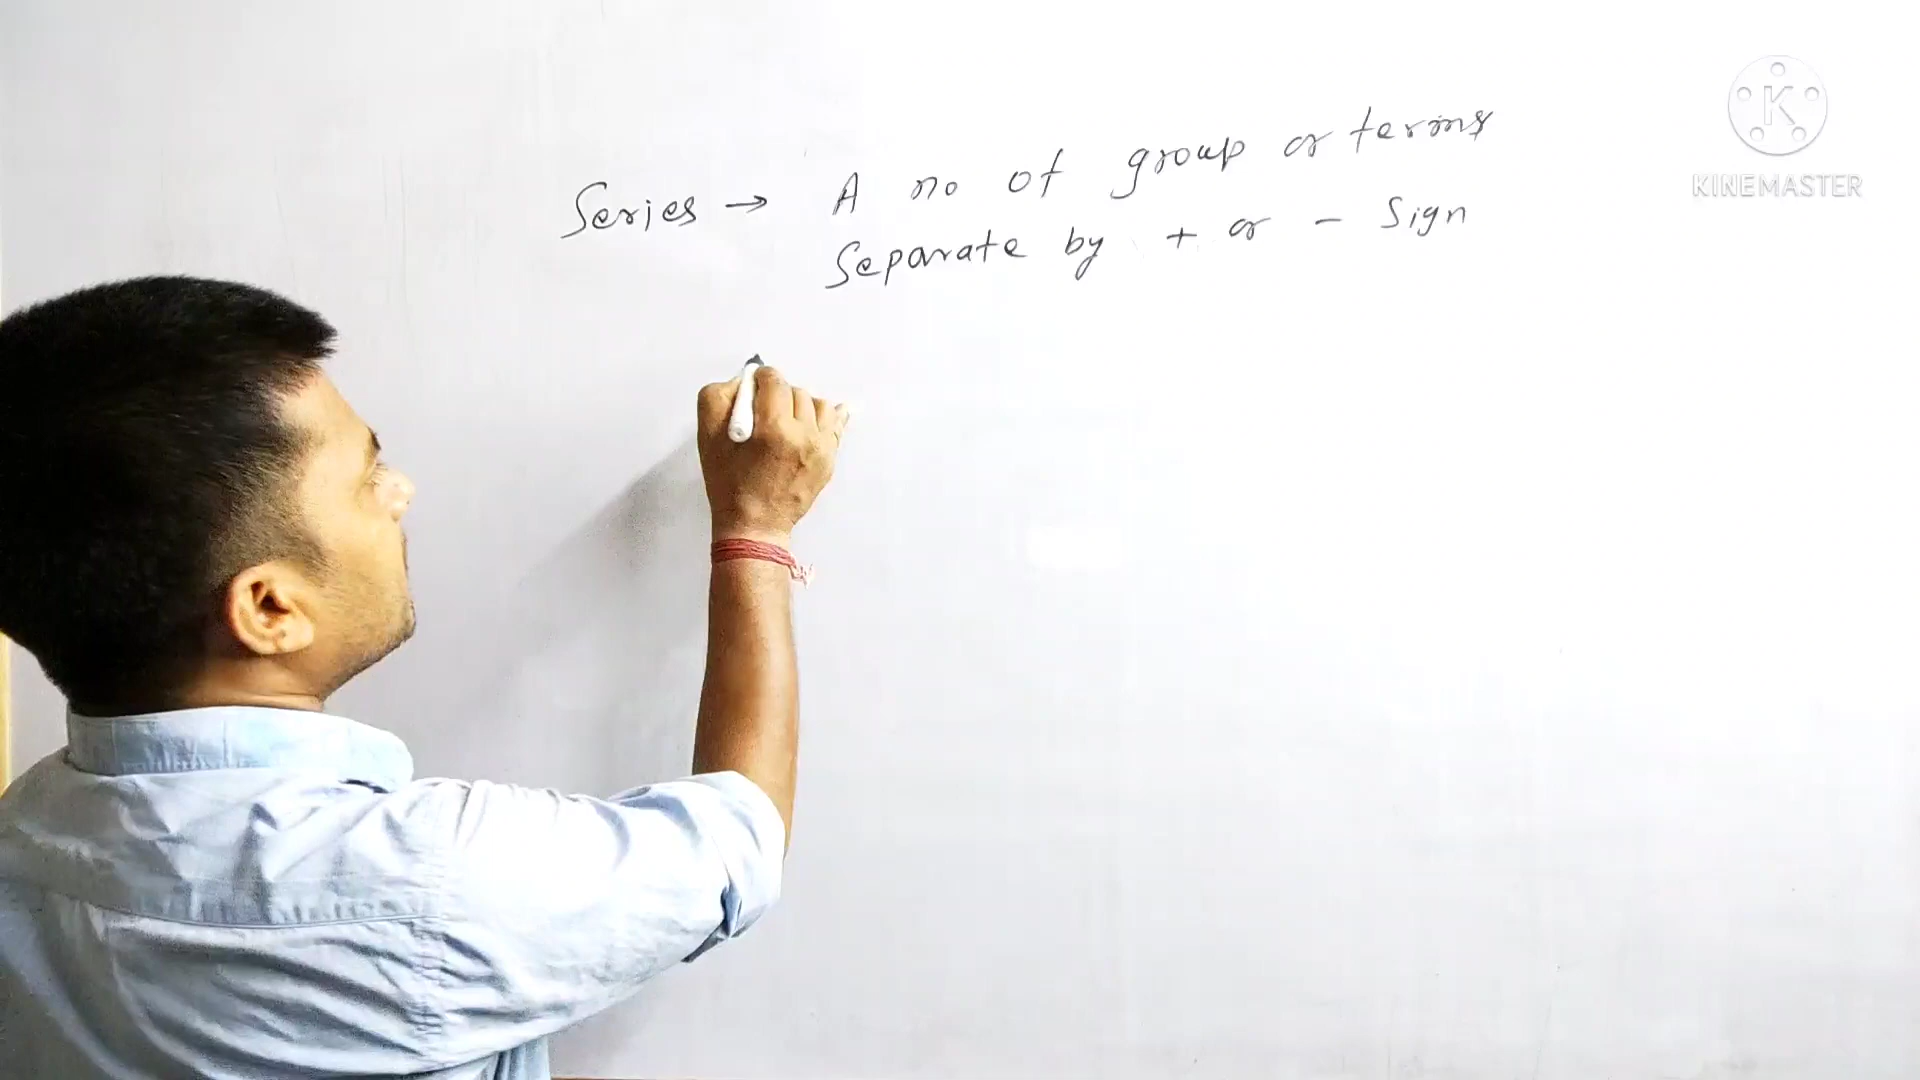 Series → A no of group or terms
Separate by + or - Sign
K
KINEMASTER